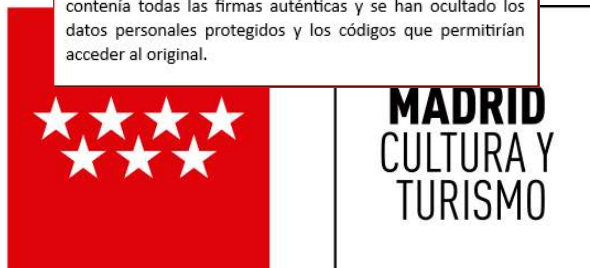 contenía todas las firmas auténticas y se han ocultado los
datos personales protegidos y los códigos que permitirían
acceder al original.
MADRID
CULTURA Y
TURISMO